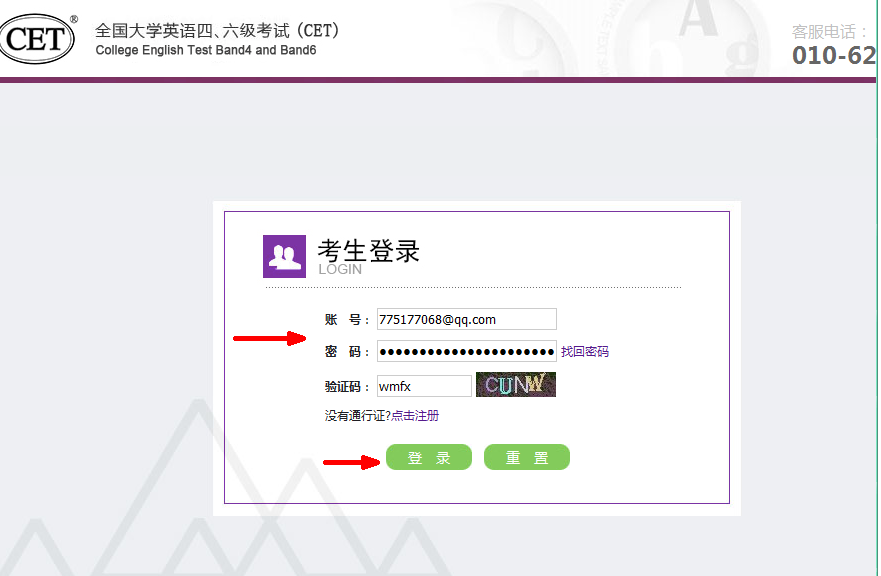 CET®
全国大学英语四、六级考试（CET）
College English Test Band4 and Band6
客服电话：
010-62
考生登录
LOGIN
账 号： 775177068@qq.com
密 码： ●●●●●●●●●●●●●●●●●●●●●● 找回密码
验证码： wmfx CUNW
没有通行证?点击注册
登 录 重 置